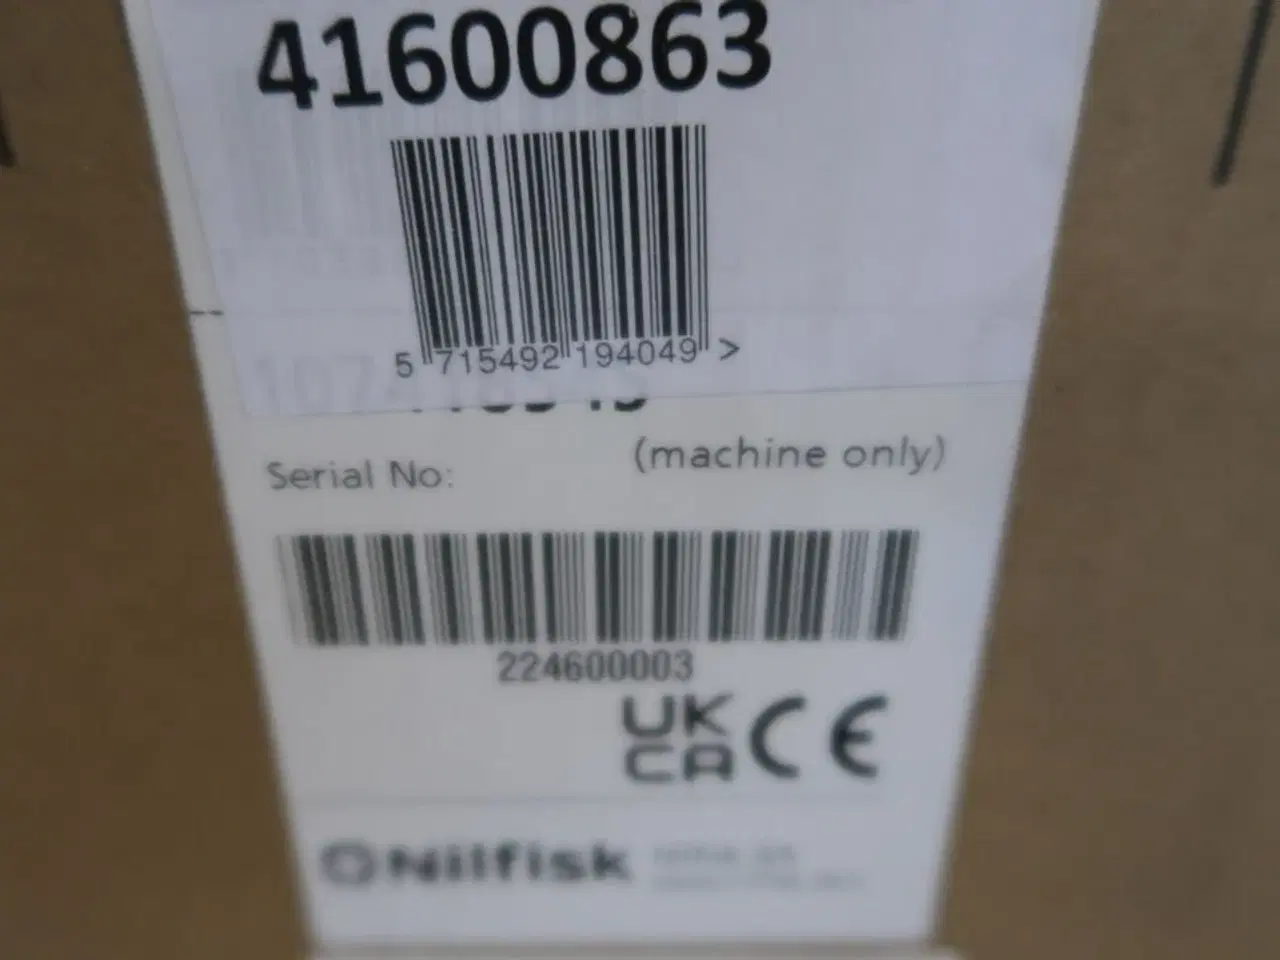 41600863
5 715492 194049 >
(machine only)
Serial No:
224600003
UK
CA CE
Nilfisk